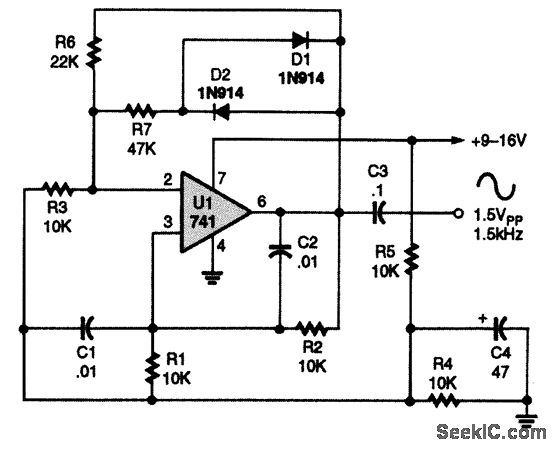 R6
22K
D1
1N914
D2
1N914
R7
47K
+9–16V
2
7
U1
741
6
3
4
C3
.1
1.5VPP
1.5kHz
R3
10K
C2
.01
R5
10K
C1
.01
R1
10K
R2
10K
+
C4
47
R4
10K
SeekIC.com